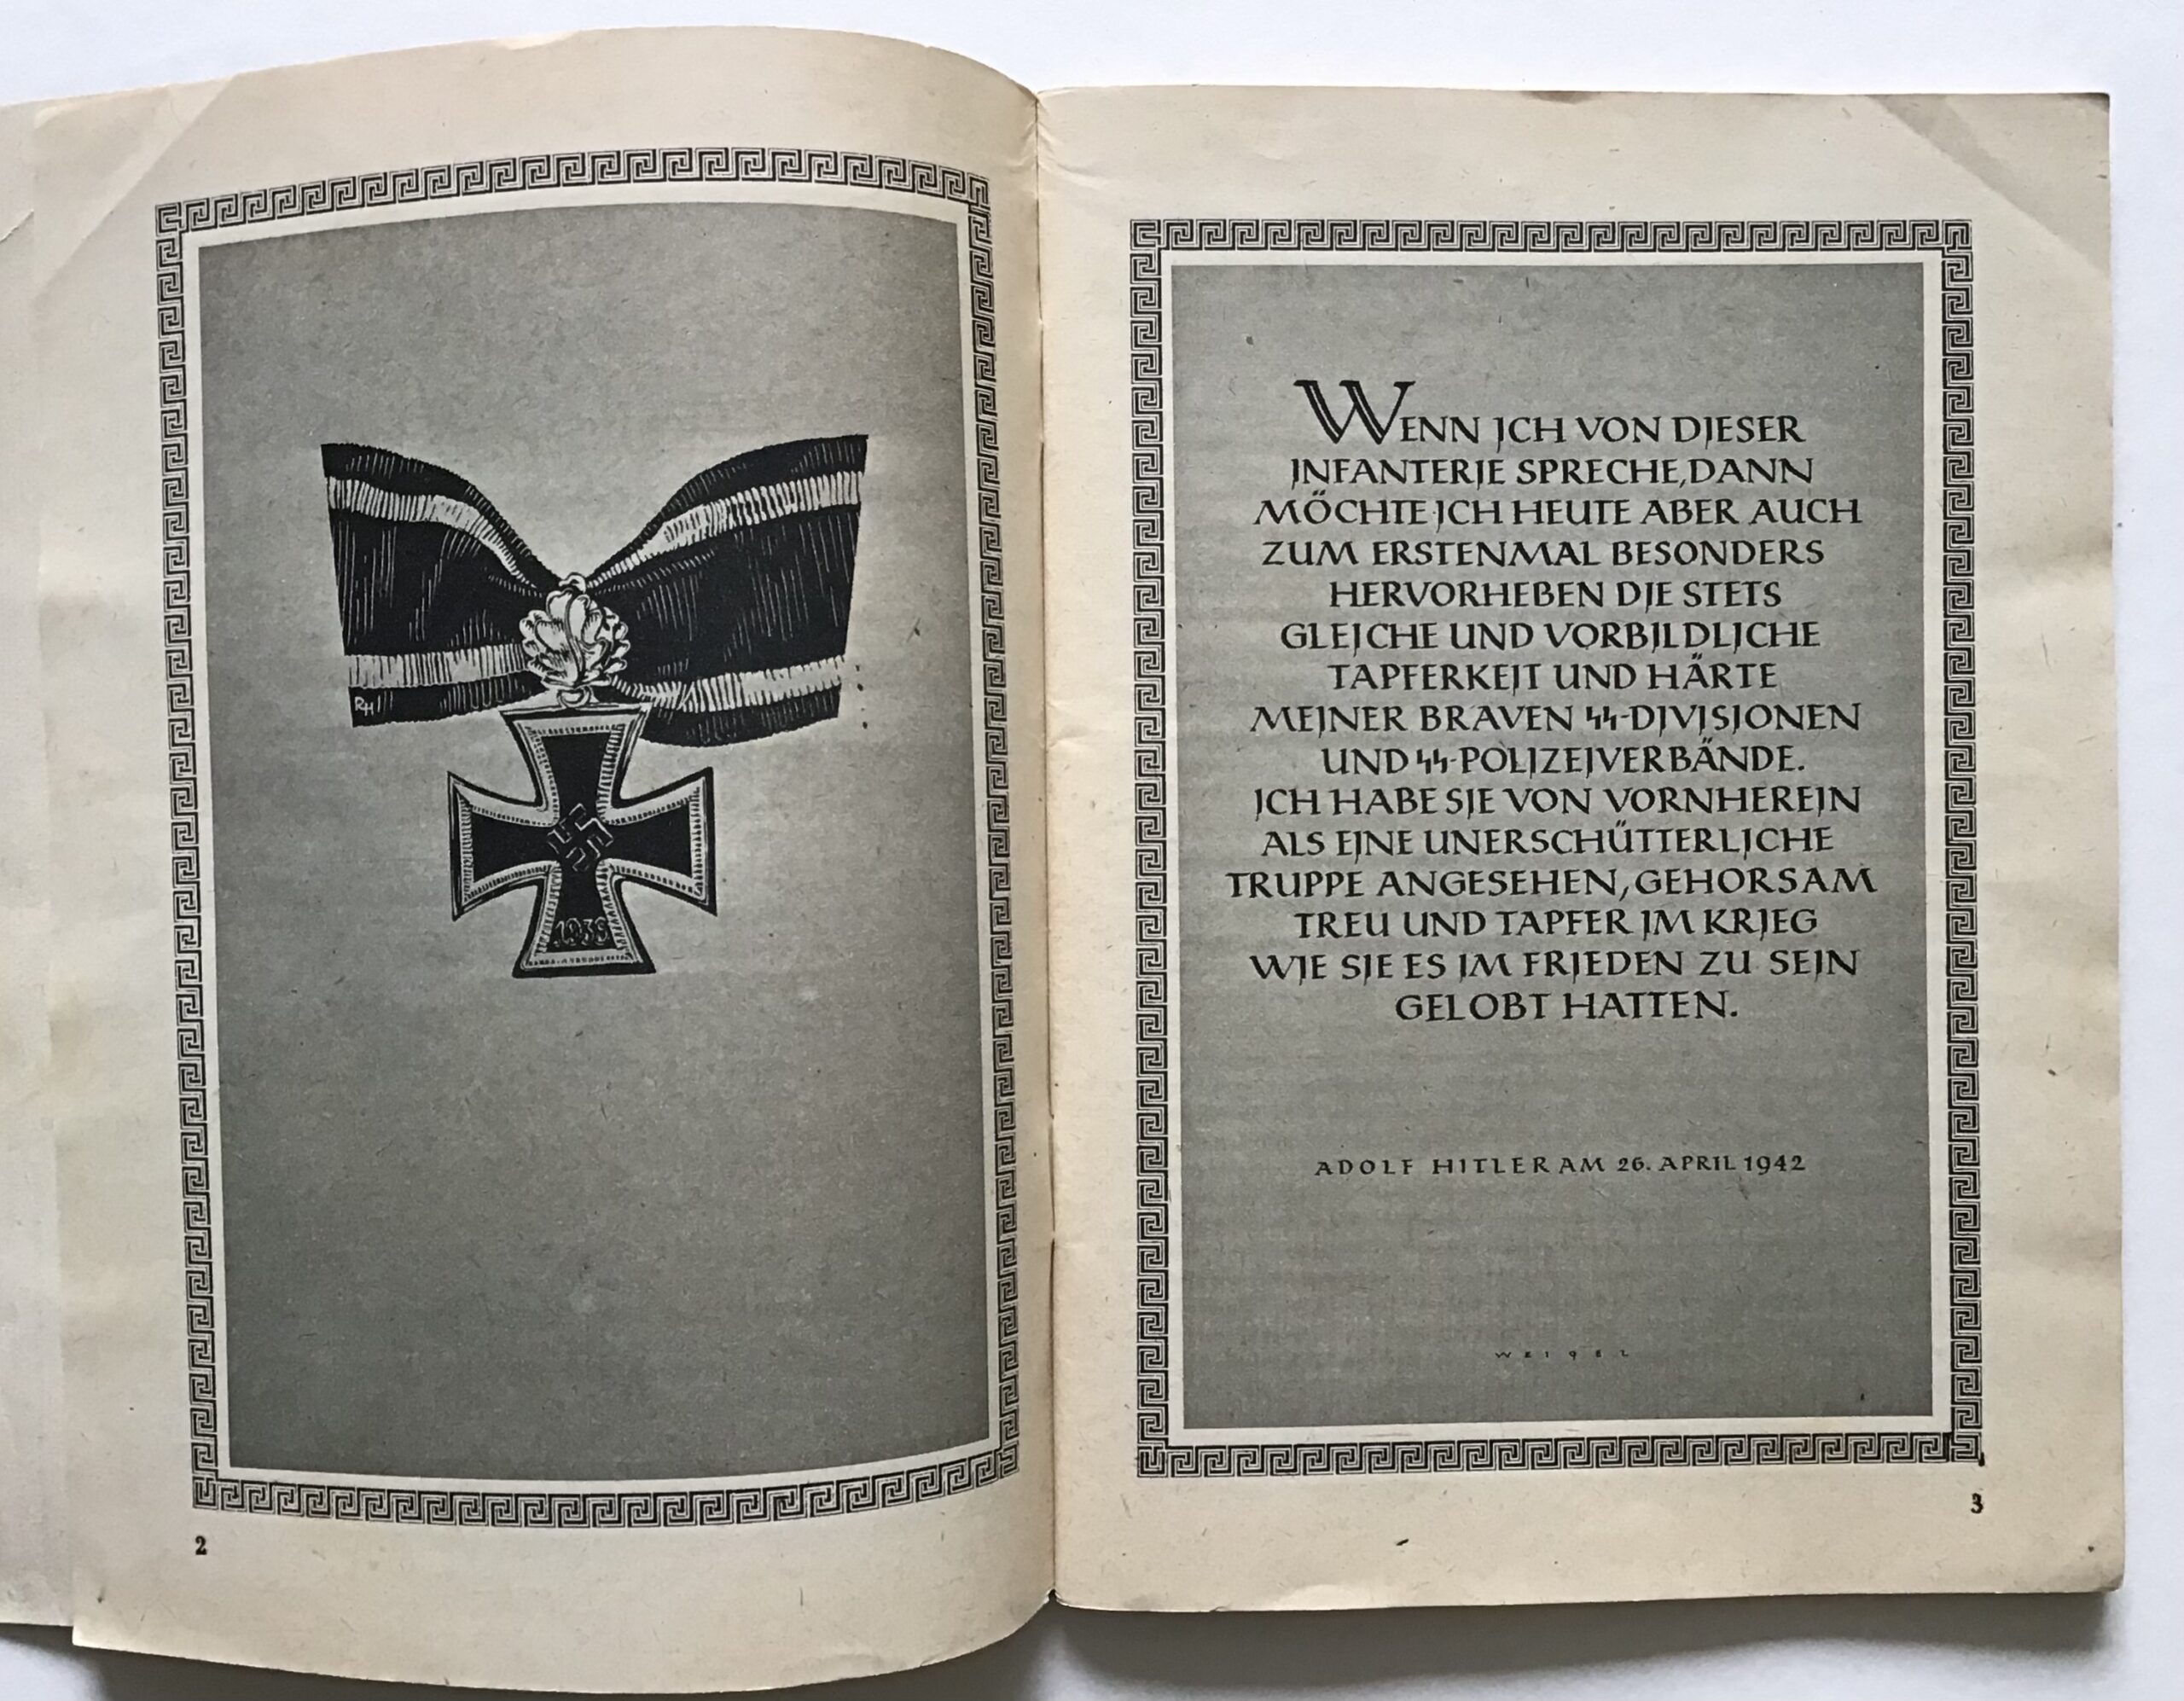 RH
1939
2
WENN ICH VON DIESER
INFANTERIE SPRECHE, DANN
MÖCHTE ICH HEUTE ABER AUCH
ZUM ERSTENMAL BESONDERS
HERVORHEBEN DIE STETS
GLEICHE UND VORBILDLICHE
TAPFERKEIT UND HÄRTE
MEINER BRAVEN SS-DIVISIONEN
UND SS-POLIZEIVERBÄNDE.
ICH HABE SIE VON VORNHEREIN
ALS EINE UNERSCHÜTTERLICHE
TRUPPE ANGESEHEN, GEHORSAM
TREU UND TAPFER IM KRIEG
WIE SIE ES IM FRIEDEN ZU SEIN
GELOBT HATTEN.
ADOLF HITLER AM 26. APRIL 1942
WEIGEL
3